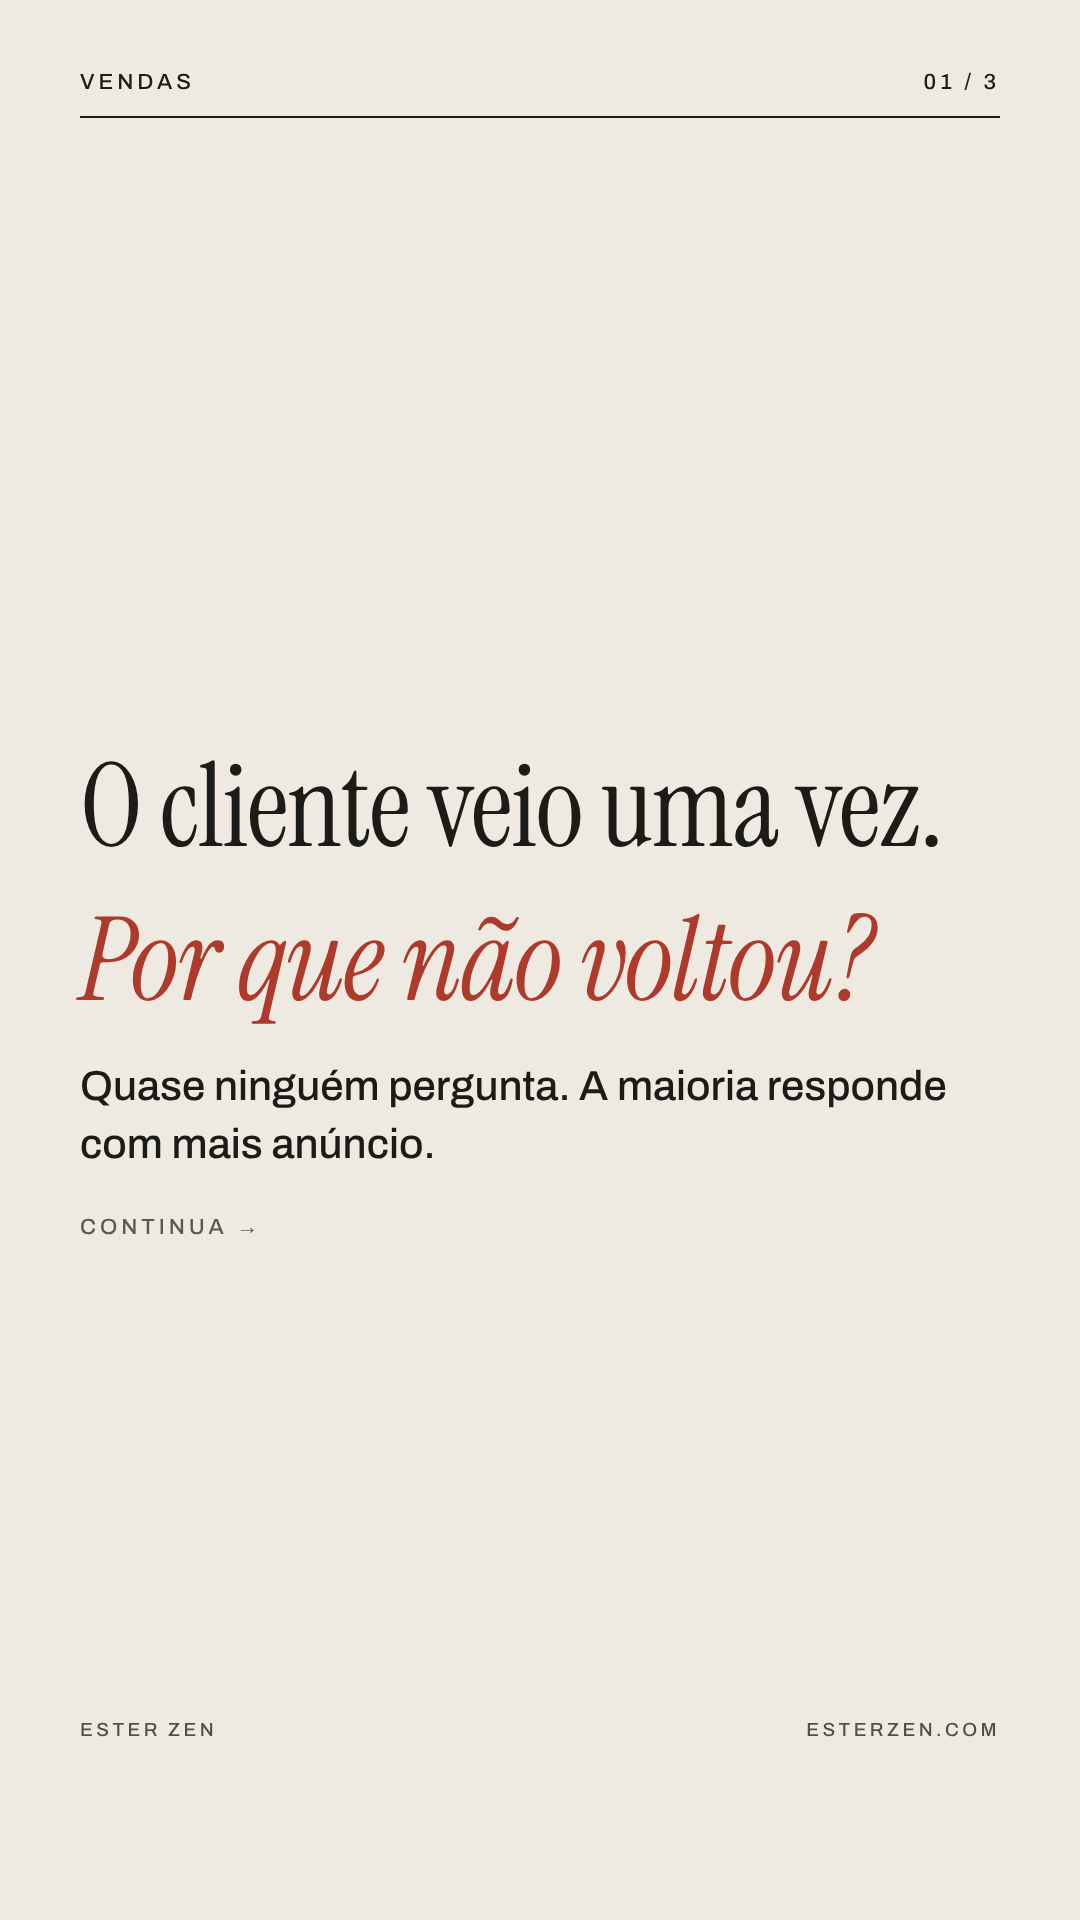 VENDAS
01 / 3
O cliente veio uma vez.
Por que não voltou?
Quase ninguém pergunta. A maioria responde
com mais anúncio.
CONTINUA →
ESTER ZEN
ESTERZEN.COM